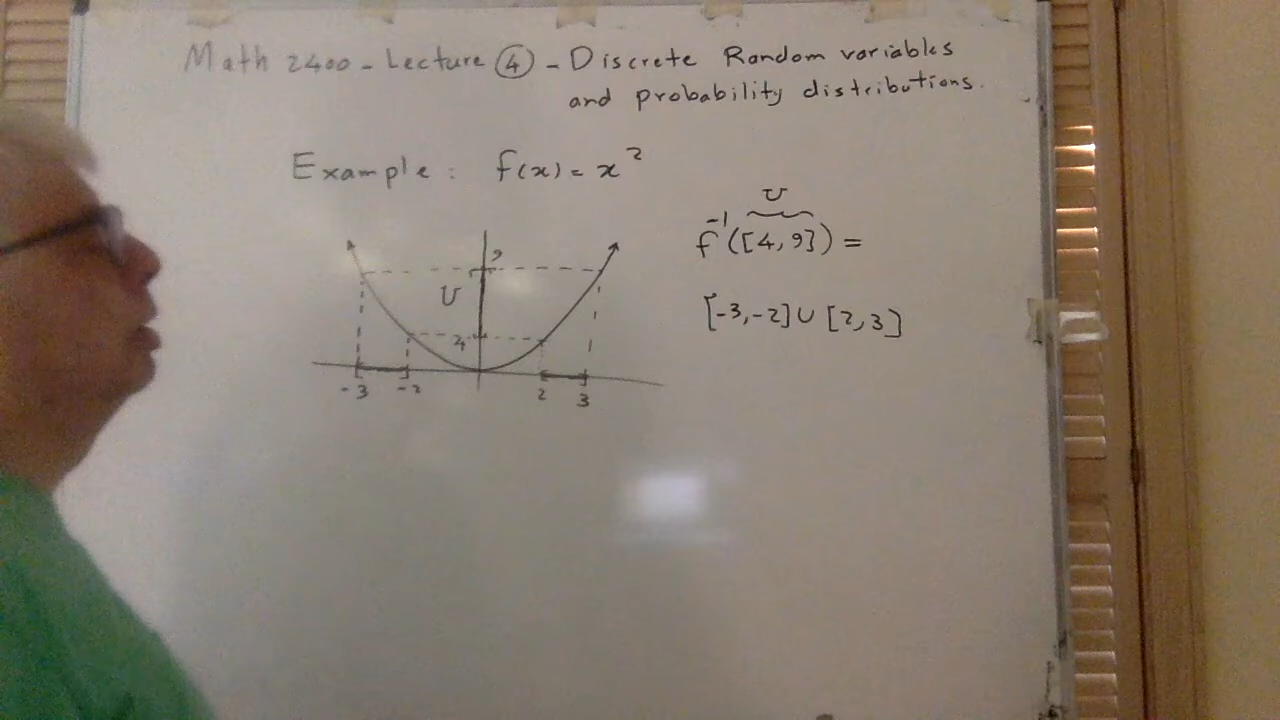 Math 2400 - Lecture ④ - Discrete Random variables
and probability distributions.
Example : f(x) = x²
U
f⁻¹([4, 9]) =
[-3, -2] ∪ [2, 3]
9
U
4
-3 -2 2 3